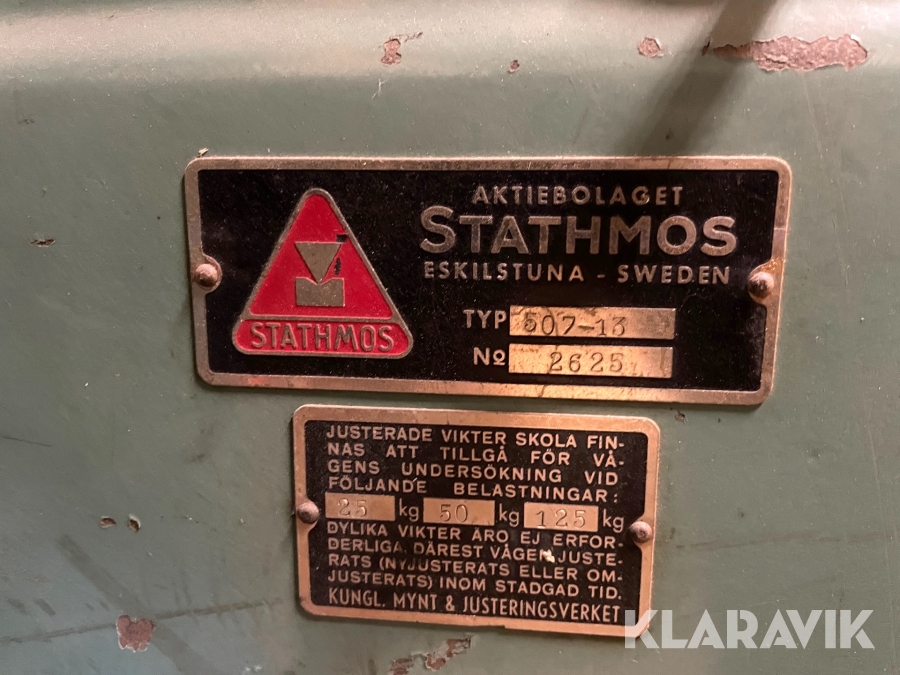 AKTIEBOLAGET
STATHMOS
ESKILSTUNA - SWEDEN
STATHMOS
TYP 507-13
No 2625
JUSTERADE VIKTER SKOLA FIN-
NAS ATT TILLGÅ FÖR VÅ-
GENS UNDERSÖKNING VID
FÖLJANDE BELASTNINGAR:
25 kg 50 kg 125 kg
DYLIKA VIKTER ÄRO EJ ERFOR-
DERLIGA, DÄREST VÅGEN JUSTE-
RATS (NYJUSTERATS ELLER OM-
JUSTERATS) INOM STADGAD TID.
KUNGL. MYNT & JUSTERINGSVERKET
KLARAVIK